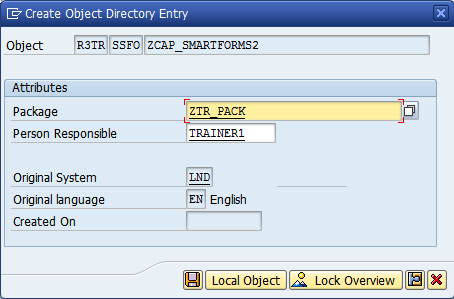 Create Object Directory Entry
Object R3TR SSFO ZCAP_SMARTFORMS2
Attributes
Package ZTR_PACK
Person Responsible TRAINER1
Original System LND
Original language EN English
Created On
Local Object Lock Overview